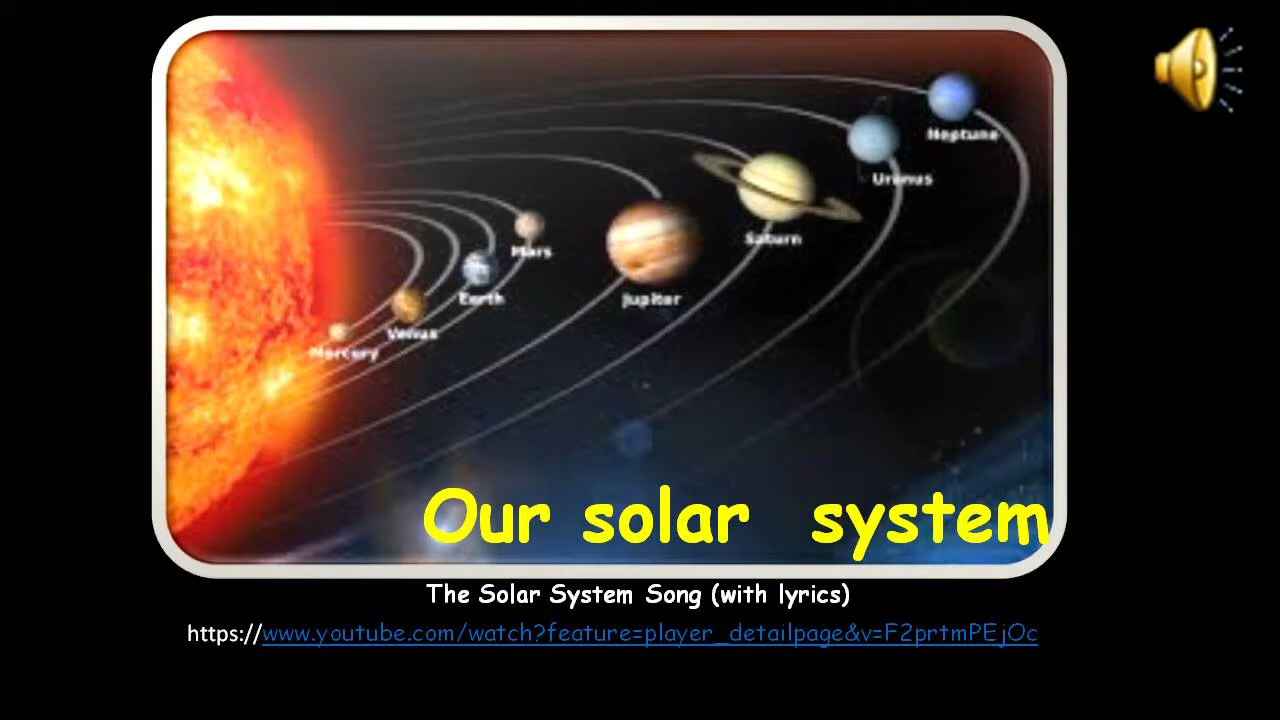 Neptune
Uranus
Saturn
Mars
Jupiter
Earth
Venus
Mercury
Our solar system
The Solar System Song (with lyrics)
https://www.youtube.com/watch?feature=player_detailpage&v=F2prtmPEjOc